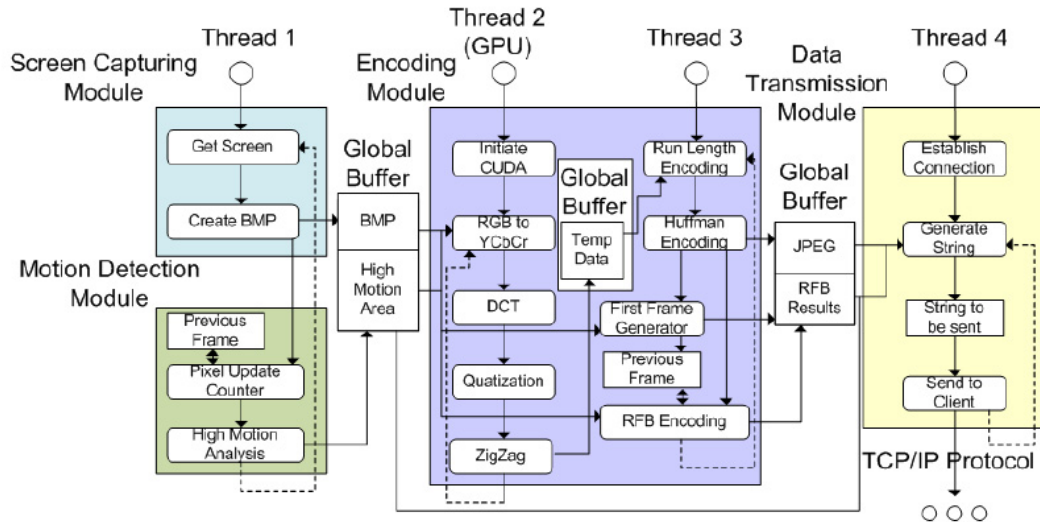 Thread 1
Thread 2
(GPU)
Thread 3
Thread 4
Screen Capturing
Module
Encoding
Module
Data
Transmission
Module
Get Screen
Create BMP
Motion Detection
Module
Previous
Frame
Pixel Update
Counter
High Motion
Analysis
Global
Buffer
BMP
High
Motion
Area
Initiate
CUDA
RGB to
YCbCr
DCT
Quatization
ZigZag
Global
Buffer
Temp
Data
Run Length
Encoding
Huffman
Encoding
First Frame
Generator
Previous
Frame
RFB Encoding
Global
Buffer
JPEG
RFB
Results
Establish
Connection
Generate
String
String to
be sent
Send to
Client
TCP/IP Protocol